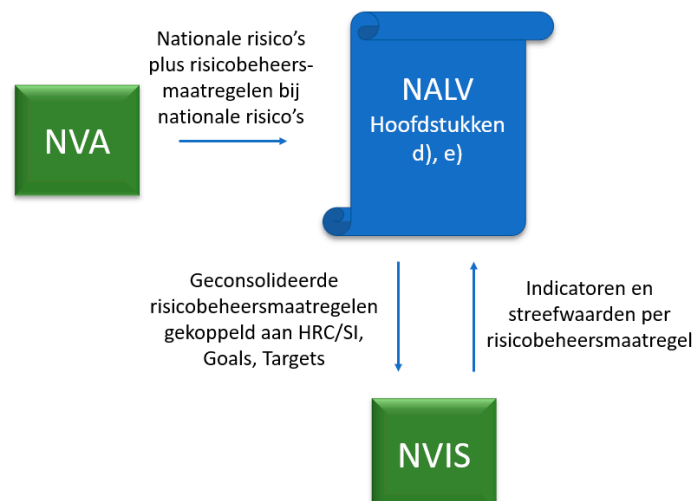 Nationale risico’s
plus risicobeheers-
maatregelen bij
nationale risico’s
NVA
NALV
Hoofdstukken
d), e)
Geconsolideerde
risicobeheersmaatregelen
gekoppeld aan HRC/SI,
Goals, Targets
Indicatoren en
streefwaarden per
risicobeheersmaatregel
NVIS